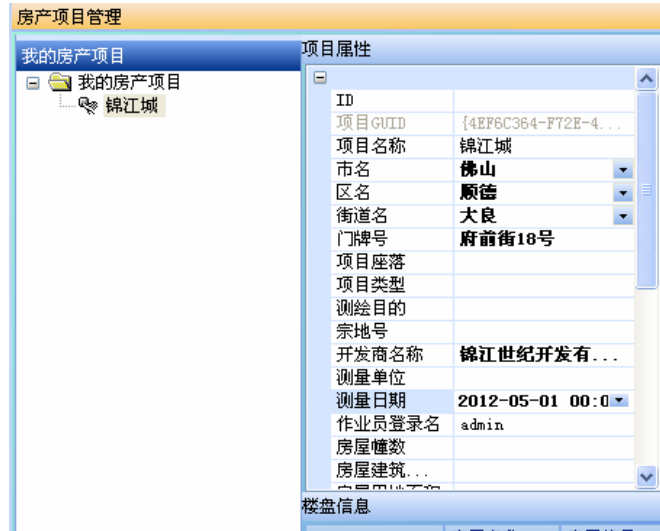 房产项目管理
我的房产项目
我的房产项目
锦江城
项目属性
ID
项目GUID {4EF6C364-F72E-4...
项目名称 锦江城
市名 佛山
区名 顺德
街道名 大良
门牌号 府前街18号
项目座落
项目类型
测绘目的
宗地号
开发商名称 锦江世纪开发有...
测量单位
测量日期 2012-05-01 00:0
作业员登录名 admin
房屋幢数
房屋建筑...
楼盘信息